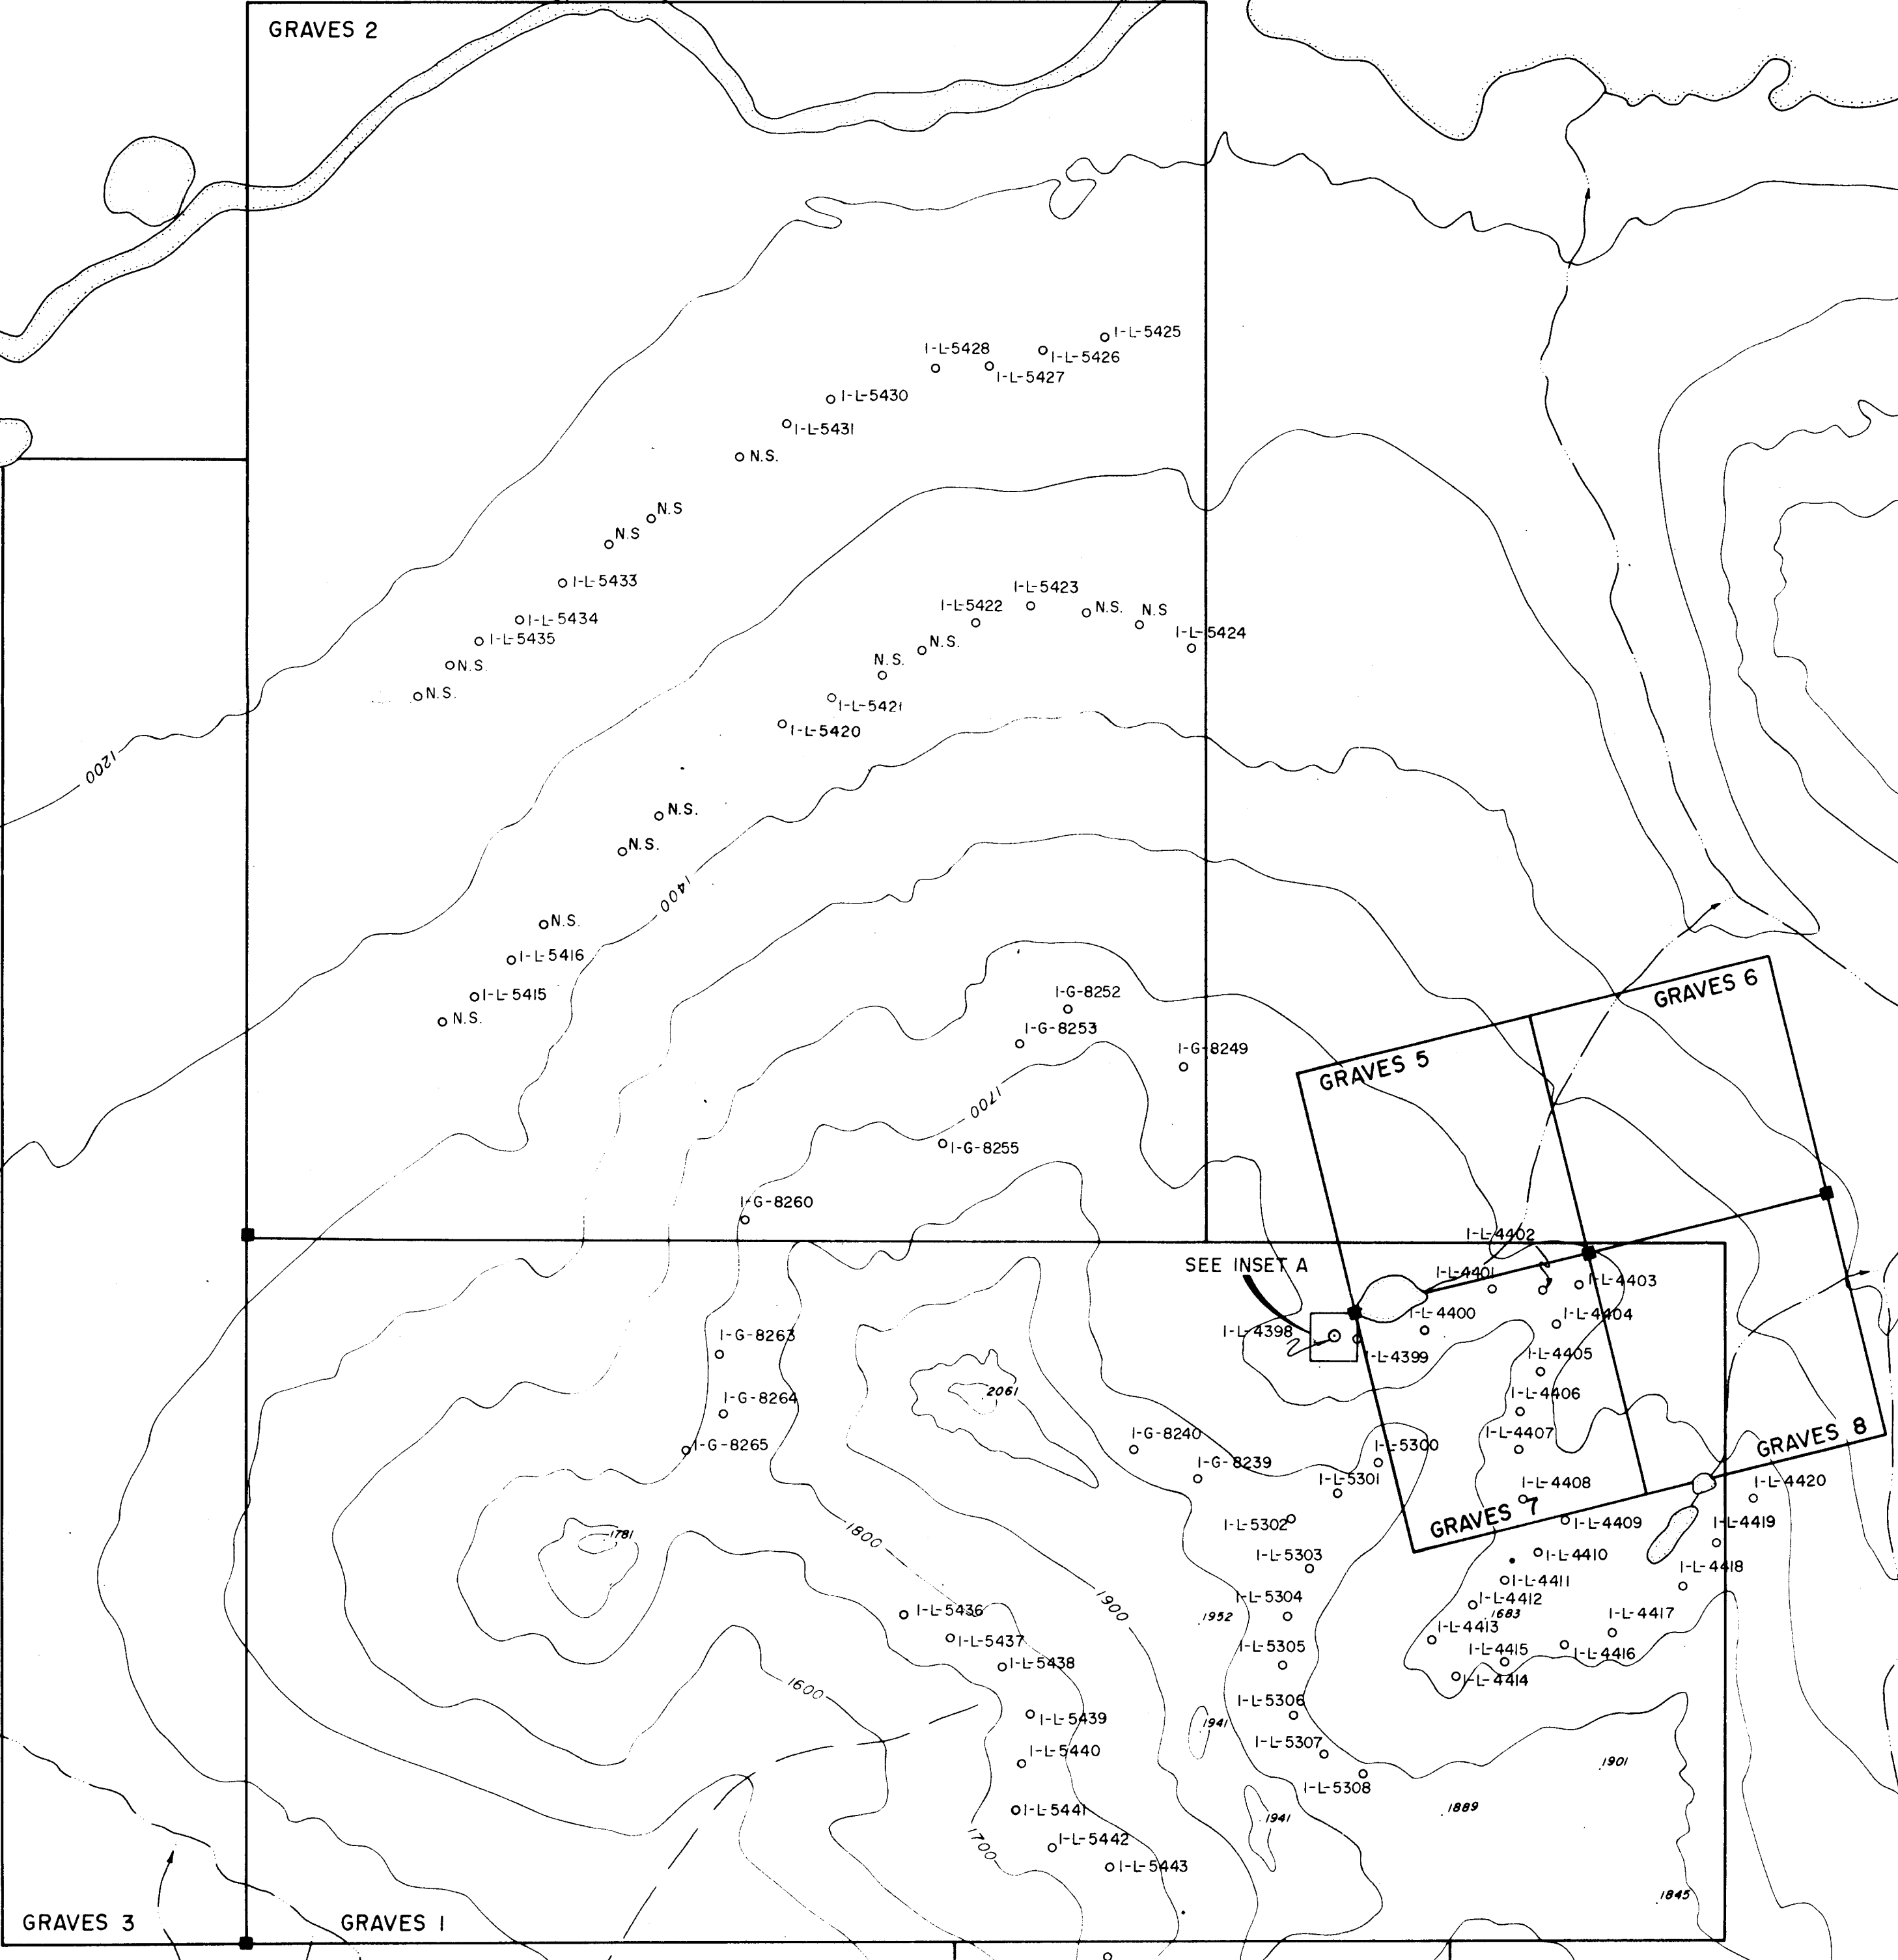 GRAVES 2
I-L-5425
I-L-5428
I-L-5426
I-L-5427
I-L-5430
I-L-5431
N.S.
N.S
N.S
I-L-5433
I-L-5423
I-L-5422
N.S.
N.S
I-L-5434
I-L-5424
I-L-5435
N.S.
N.S.
N.S.
N.S.
I-L-5421
I-L-5420
1200
N.S.
N.S.
1400
N.S.
I-L-5416
I-L-5415
N.S.
GRAVES 6
I-G-8252
I-G-8253
I-G-8249
GRAVES 5
1700
I-G-8255
I-G-8260
I-L-4402
SEE INSET A
I-L-4401
I-L-4403
I-L-4400
I-L-4404
I-L-4398
I-G-8263
I-L-4399
I-L-4405
2061
I-L-4406
I-G-8264
I-G-8240
I-L-4407
GRAVES 8
I-G-8265
I-L-5300
I-G-8239
I-L-5301
I-L-4408
I-L-4420
GRAVES 7
I-L-5302
I-L-4409
I-L-4419
1781
1800
I-L-5303
I-L-4410
I-L-4418
I-L-4411
I-L-5304
I-L-4412
1900
I-L-5436
1952
1683
I-L-4417
I-L-4413
I-L-5437
I-L-5305
I-L-4415
I-L-4416
I-L-5438
I-L-4414
1600
I-L-5306
I-L-5439
1941
I-L-5307
I-L-5440
1901
I-L-5308
I-L-5441
1889
1941
1700
I-L-5442
I-L-5443
1845
GRAVES 3
GRAVES 1